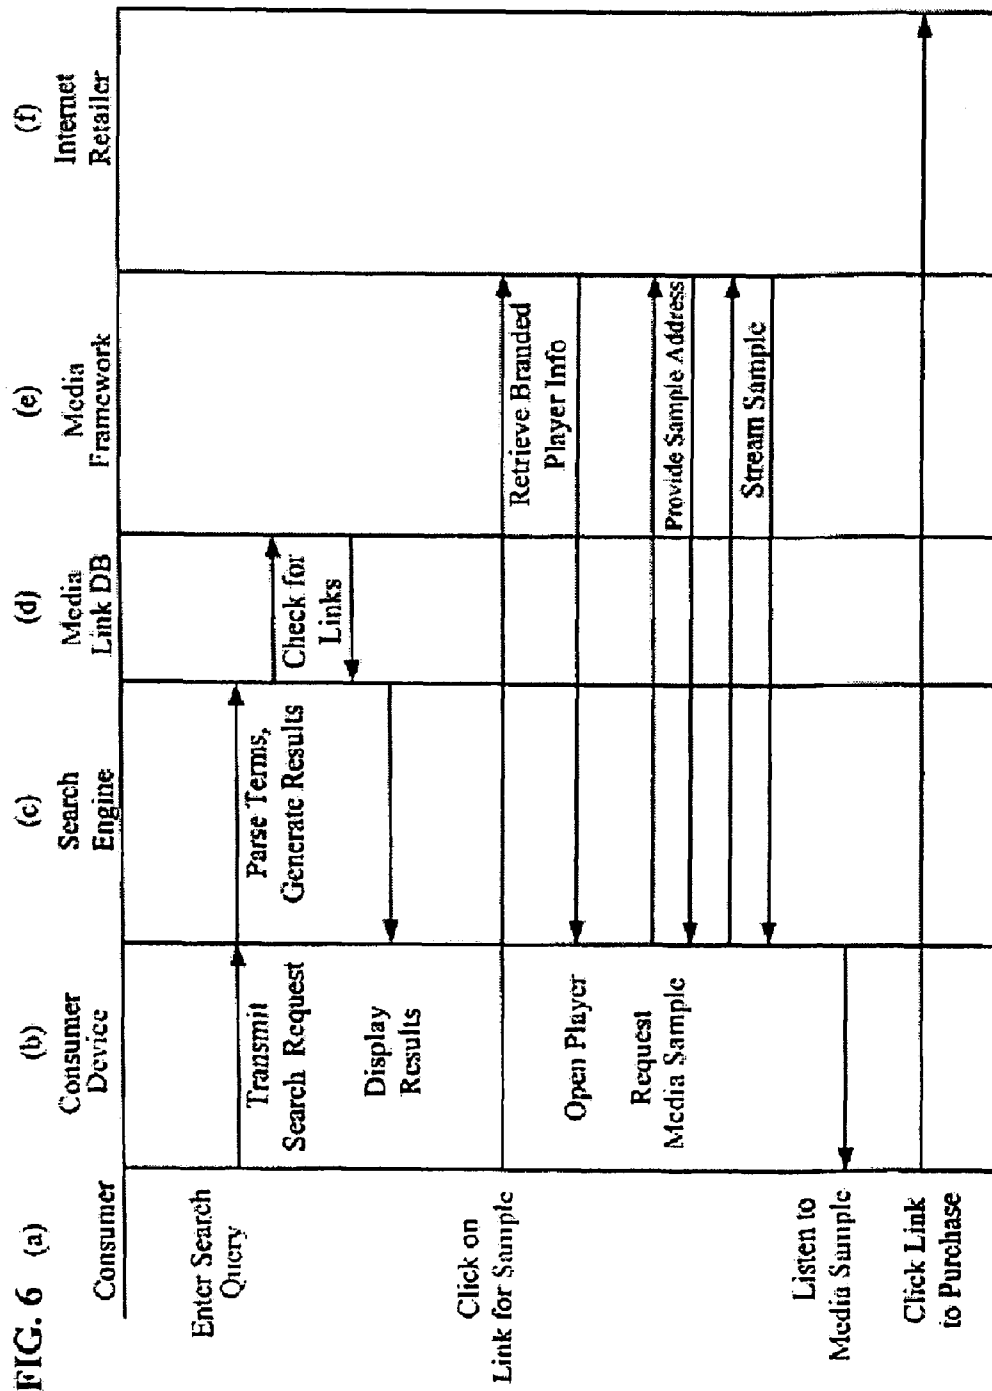 FIG. 6
(a)
Consumer
(b)
Consumer
Device
(c)
Search
Engine
(d)
Media
Link DB
(e)
Media
Framework
(f)
Internet
Retailer
Enter Search
Query
Transmit
Search Request
Parse Terms,
Generate Results
Check for
Links
Display
Results
Click on
Link for Sample
Retrieve Branded
Player Info
Open Player
Request
Media Sample
Provide Sample Address
Stream Sample
Listen to
Media Sample
Click Link
to Purchase